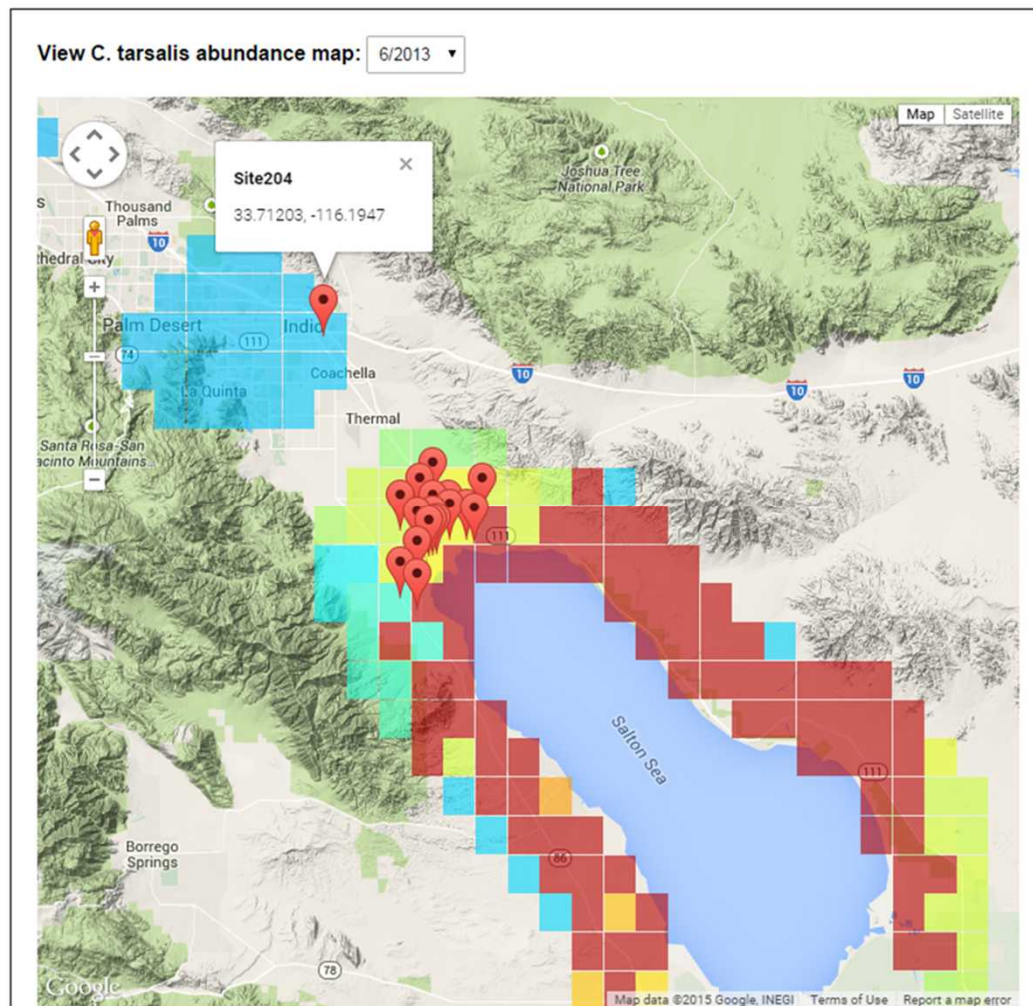 View C. tarsalis abundance map: 6/2013
Map Satellite
Site204
33.71203, -116.1947
Joshua Tree
National Park
Thousand
Palms
10
Palm Desert
Indio
111
74
Coachella
10
10
10
La Quinta
Thermal
Santa Rosa-San
acinto Mountains...
111
Salton Sea
111
Borrego
Springs
86
78
Google
Map data ©2015 Google, INEGI Terms of Use Report a map error